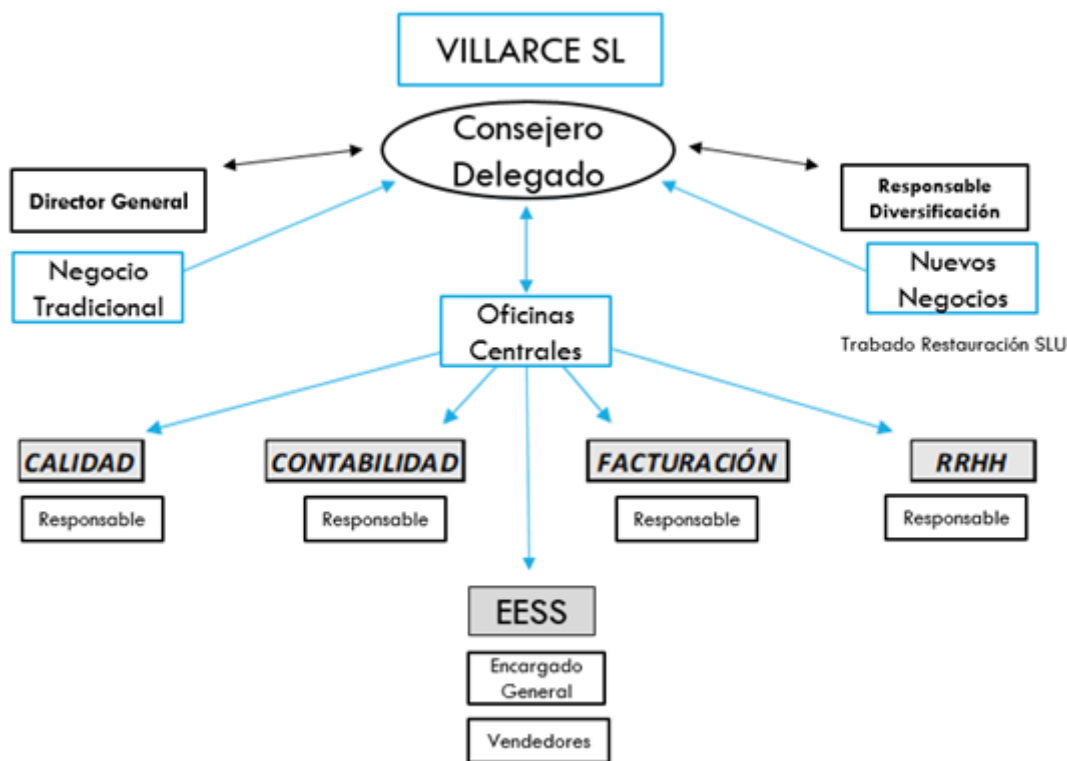 VILLARCE SL
Consejero
Delegado
Director General
Responsable
Diversificación
Negocio
Tradicional
Nuevos
Negocios
Oficinas
Centrales
Trabado Restauración SLU
CALIDAD
CONTABILIDAD
FACTURACIÓN
RRHH
Responsable
Responsable
Responsable
Responsable
EESS
Encargado
General
Vendedores